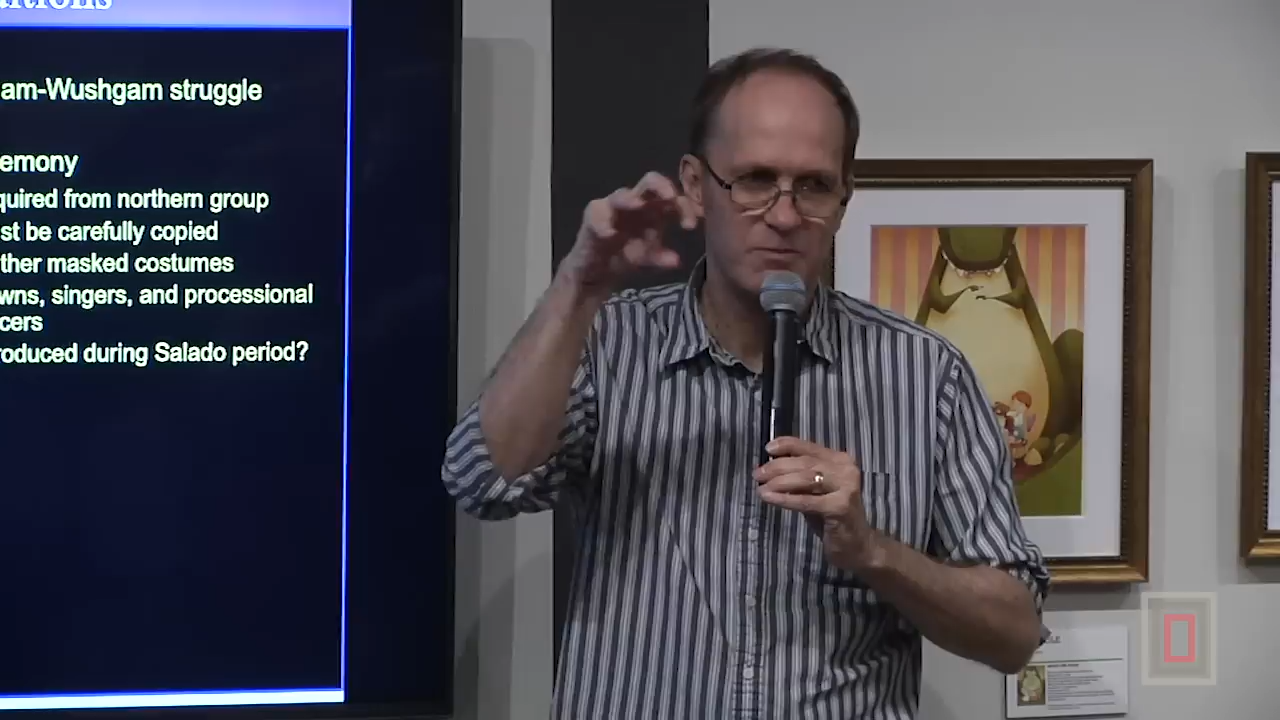 am-Wushgam struggle
emony
quired from northern group
st be carefully copied
ther masked costumes
wns, singers, and processional
cers
roduced during Salado period?